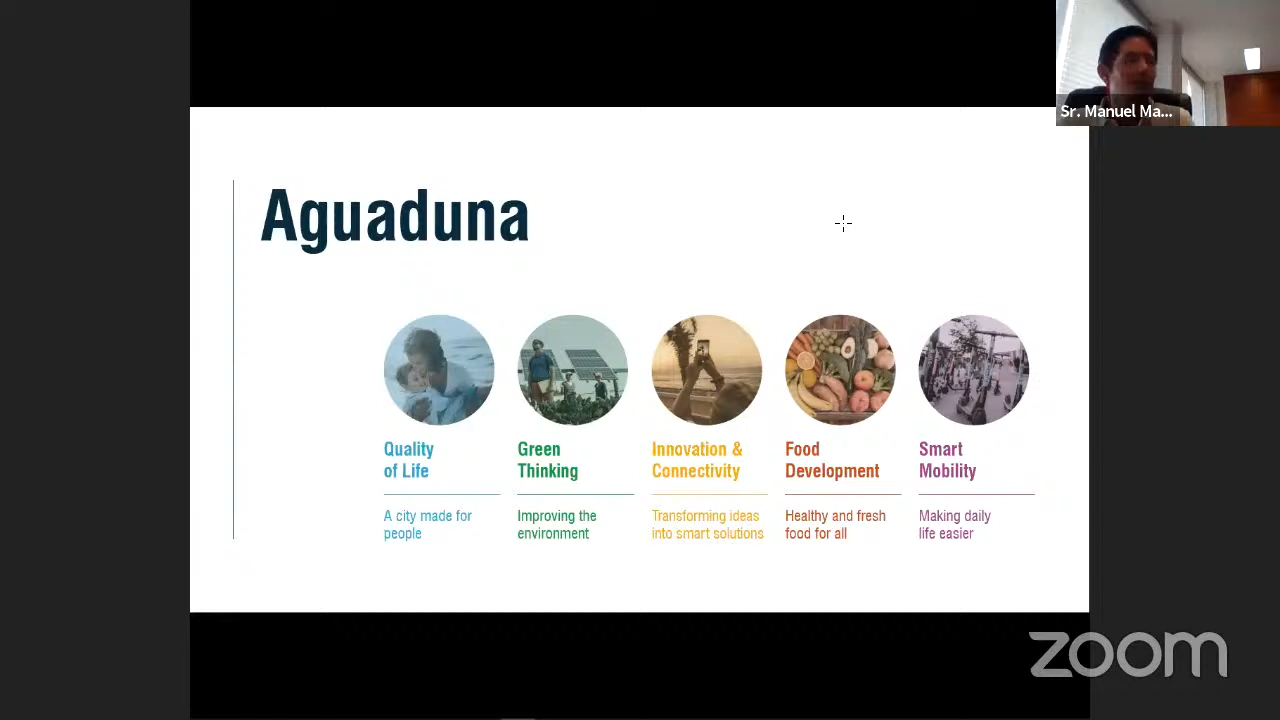 Sr. Manuel Ma...
Aguaduna
Quality
of Life
A city made for
people
Green
Thinking
Improving the
environment
Innovation &
Connectivity
Transforming ideas
into smart solutions
Food
Development
Healthy and fresh
food for all
Smart
Mobility
Making daily
life easier
zoom